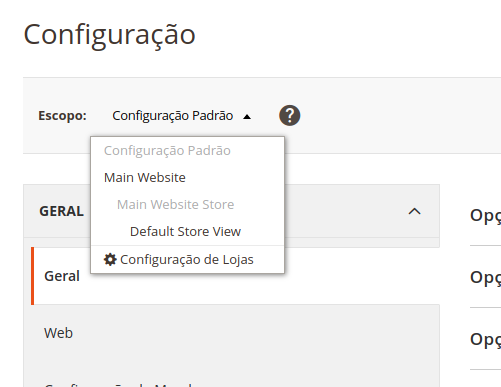 Configuração
Escopo: Configuração Padrão
Configuração Padrão
Main Website
Main Website Store
Default Store View
Configuração de Lojas
GERAL
Geral
Web
Opç
Opç
Opç